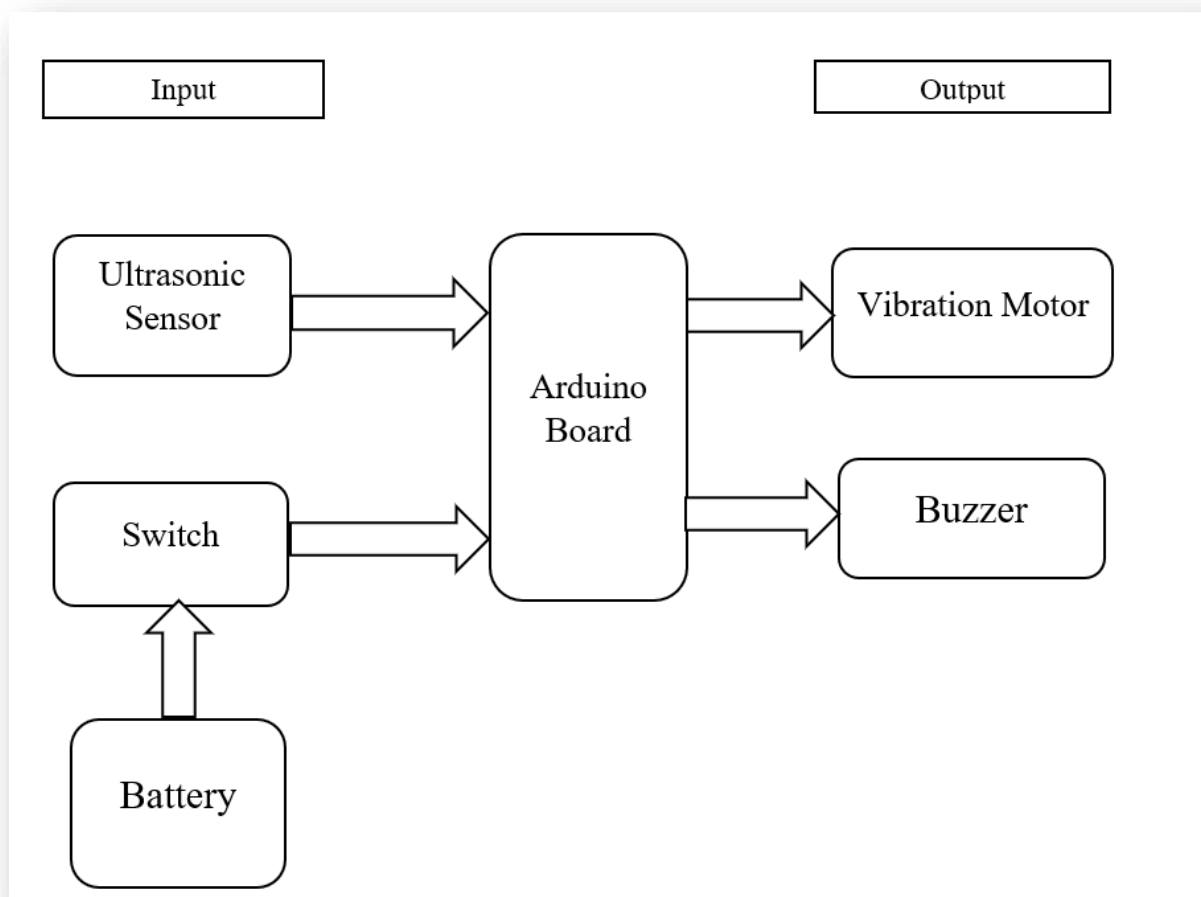 Input
Output
Ultrasonic
Sensor
Arduino
Board
Vibration Motor
Switch
Buzzer
Battery